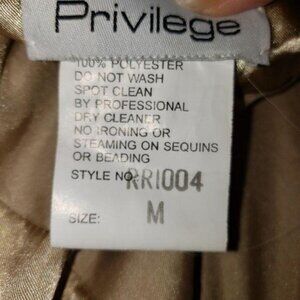 Privilege
100% POLYESTER
DO NOT WASH
SPOT CLEAN
BY PROFESSIONAL
DRY CLEANER
NO IRONING OR
STEAMING ON SEQUINS
OR BEADING
STYLE NO. RR1004
SIZE: M